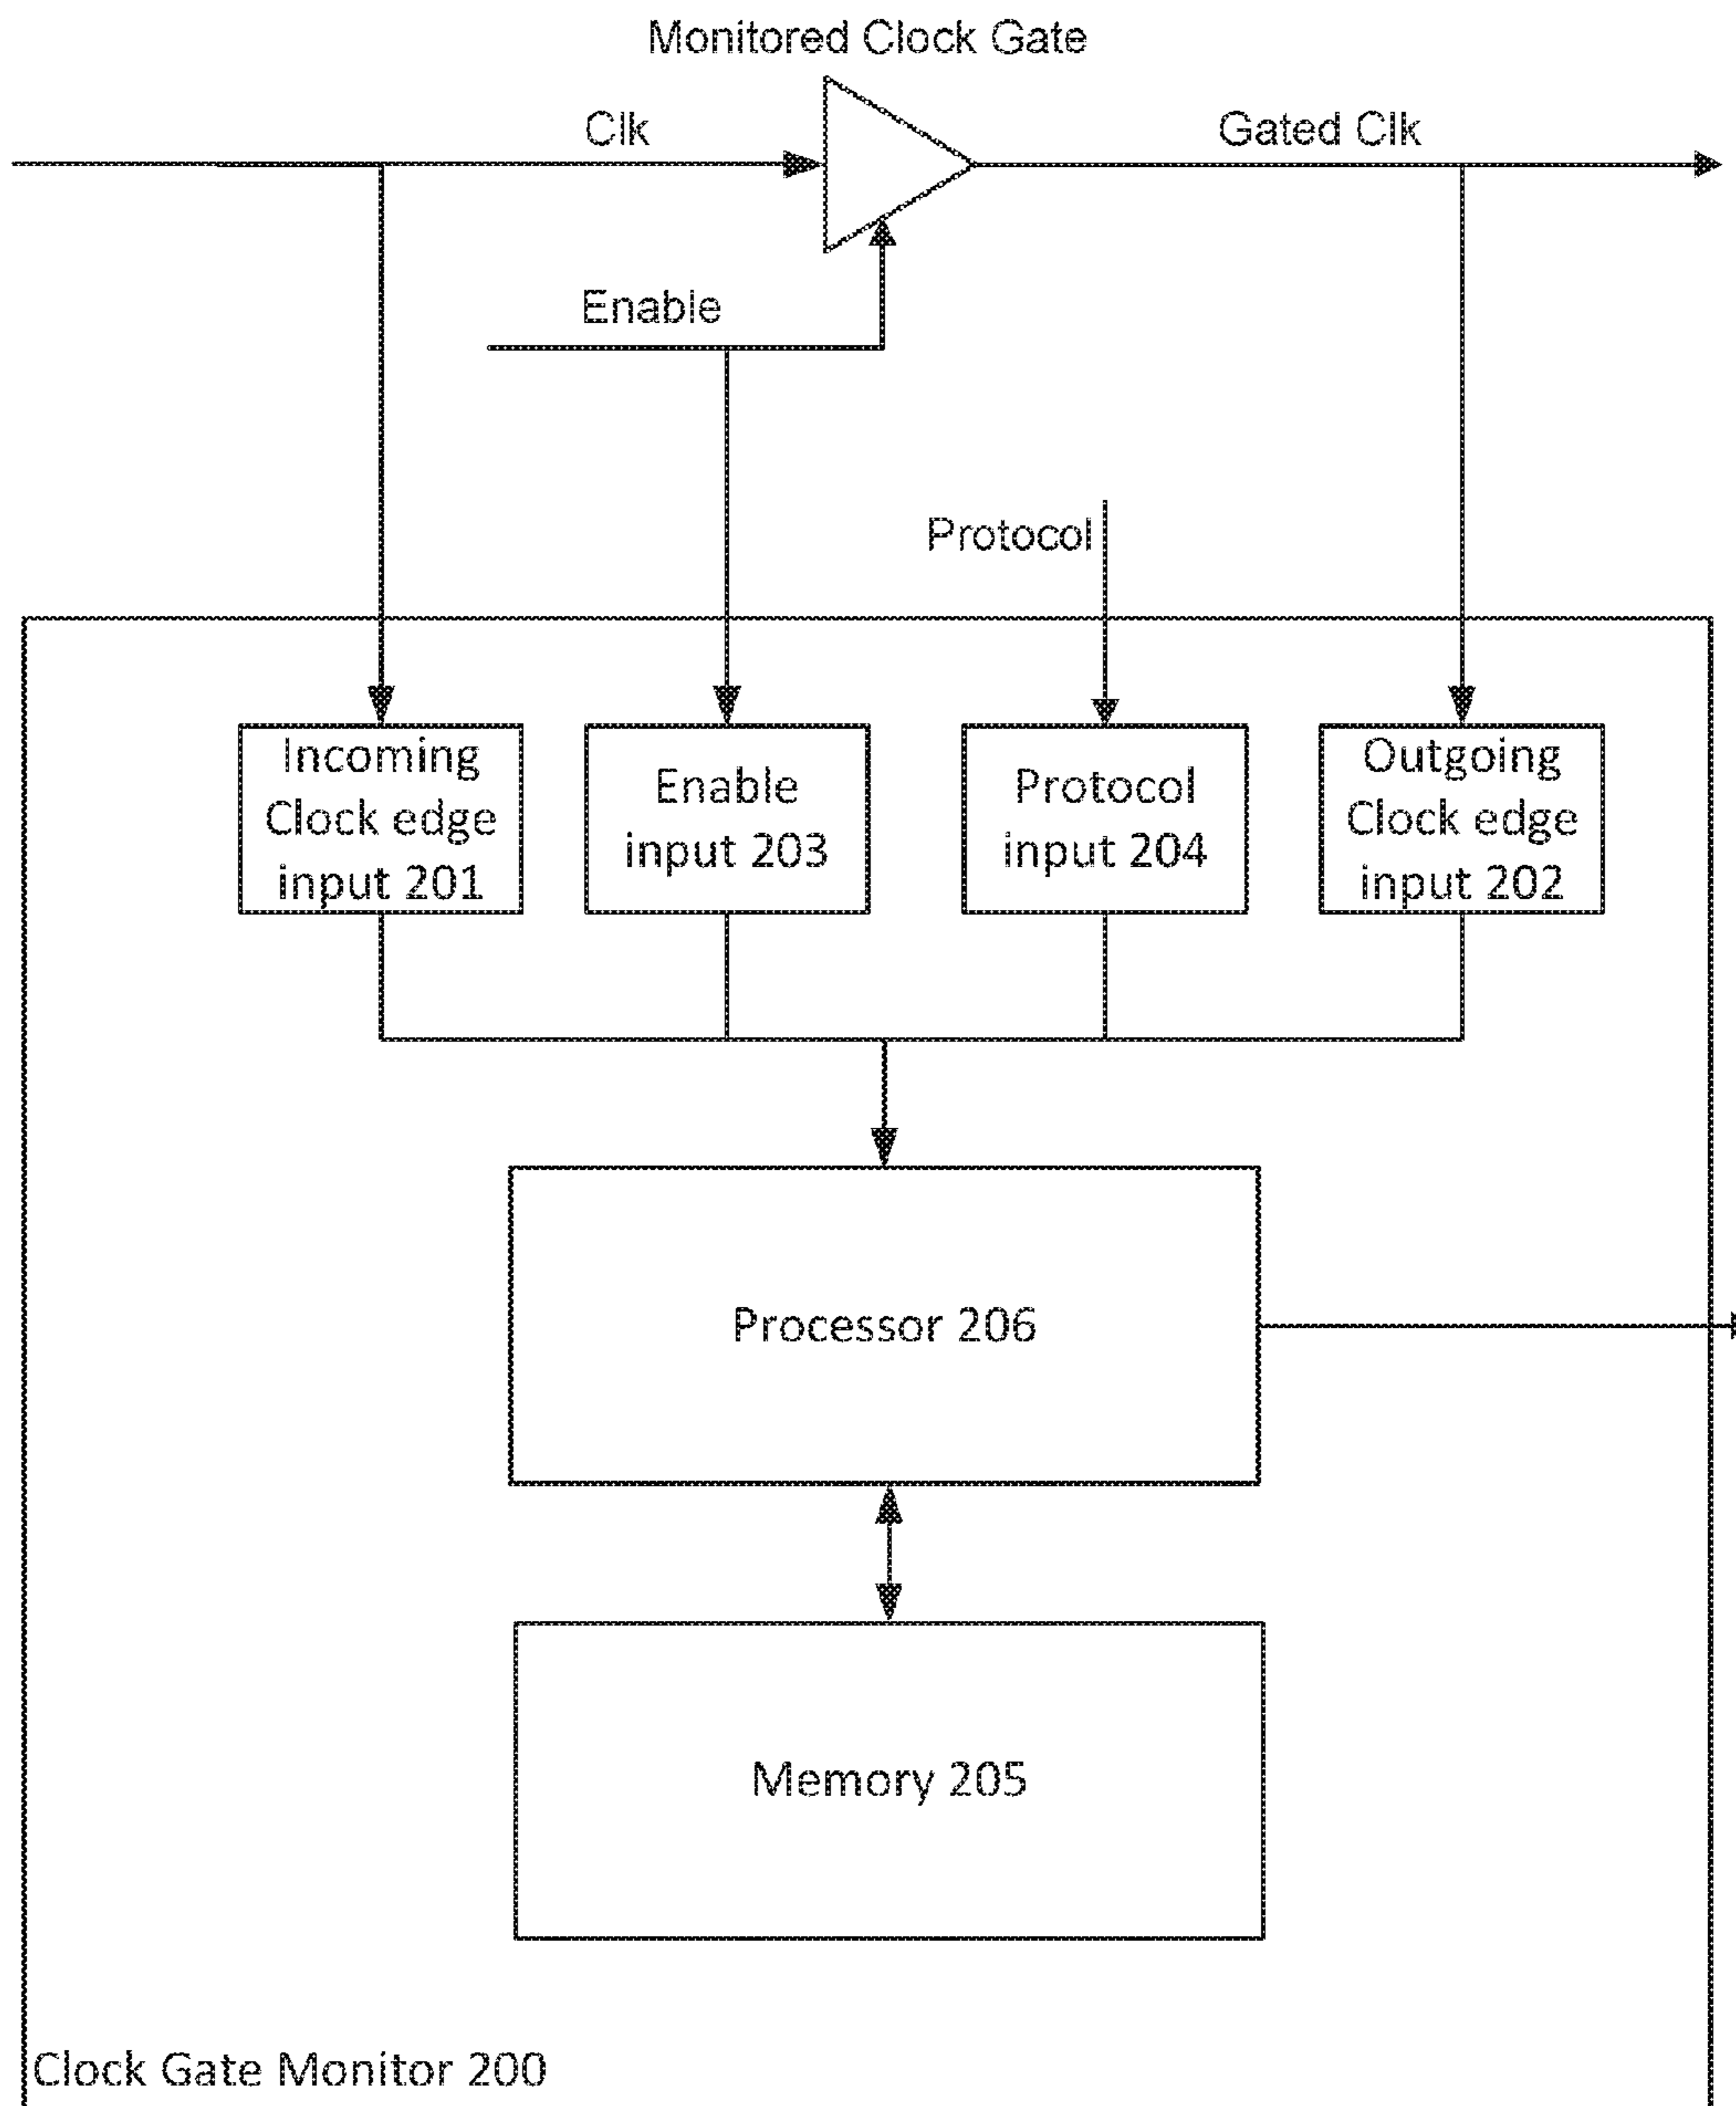 Monitored Clock Gate
Clk
Gated Clk
Enable
Protocol
Incoming
Clock edge
input 201
Enable
input 203
Protocol
input 204
Outgoing
Clock edge
input 202
Processor 206
Memory 205
Clock Gate Monitor 200